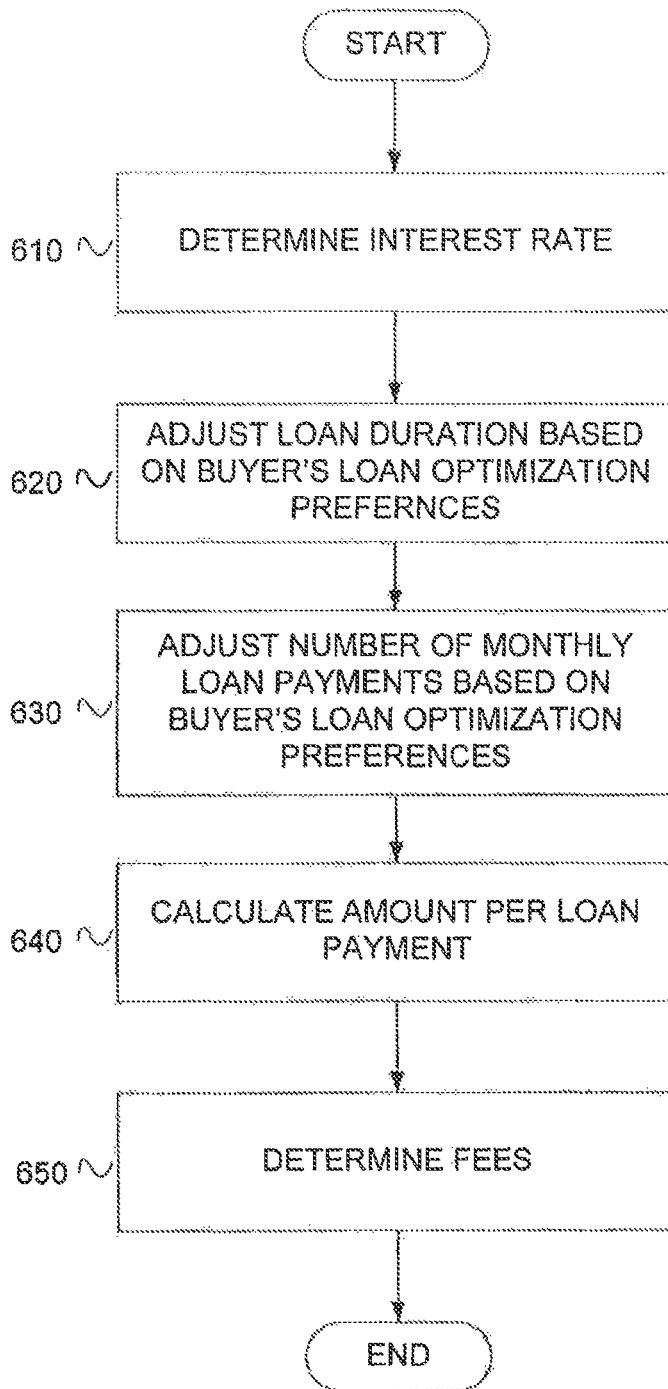 START
610
DETERMINE INTEREST RATE
620
ADJUST LOAN DURATION BASED
ON BUYER'S LOAN OPTIMIZATION
PREFERNCES
630
ADJUST NUMBER OF MONTHLY
LOAN PAYMENTS BASED ON
BUYER'S LOAN OPTIMIZATION
PREFERENCES
640
CALCULATE AMOUNT PER LOAN
PAYMENT
650
DETERMINE FEES
END